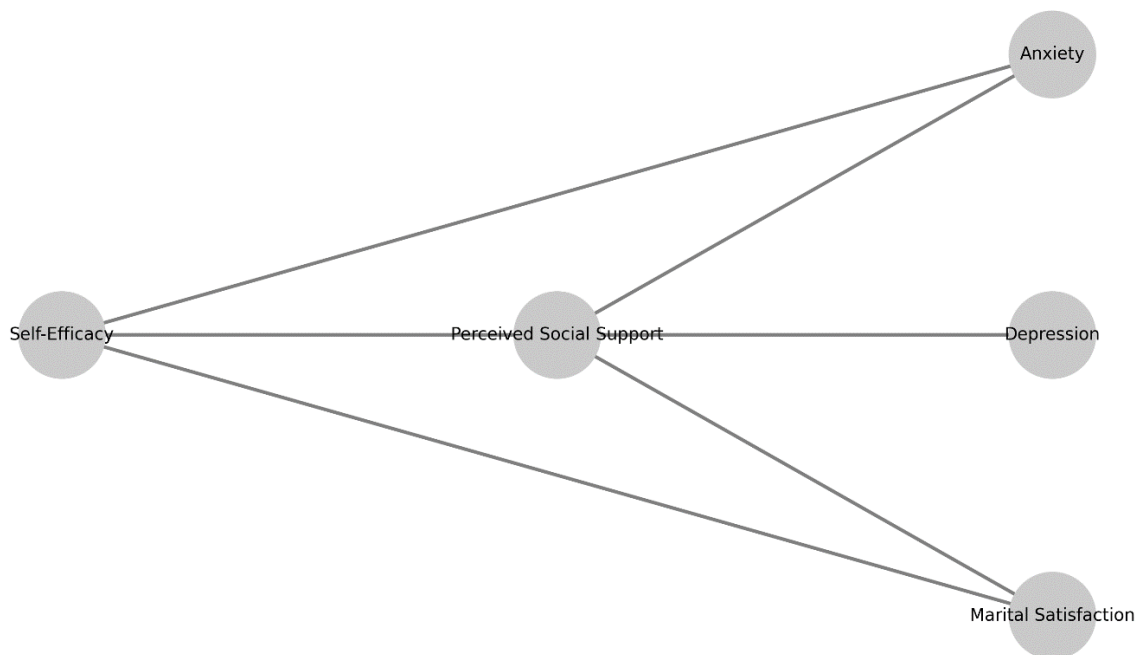 Anxiety
Self-Efficacy
Perceived Social Support
Depression
Marital Satisfaction